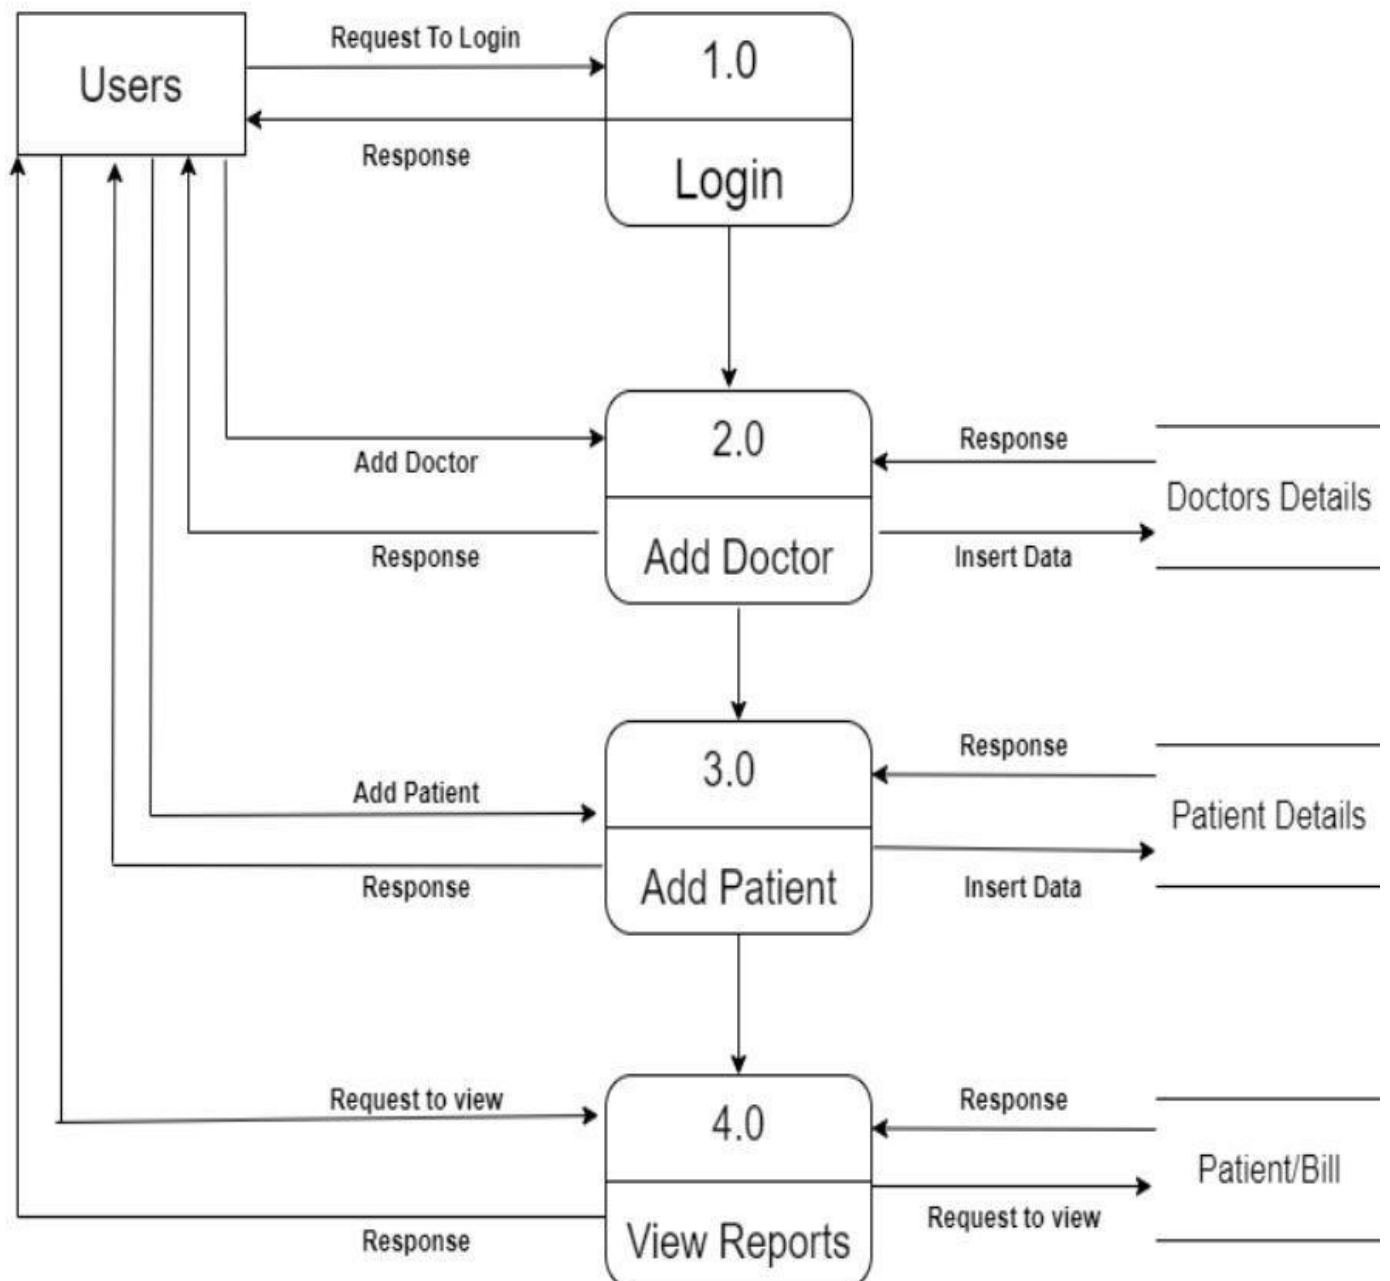 Users
Request To Login
1.0
Response
Login
2.0
Add Doctor
Response
Add Doctor
Response
Doctors Details
Insert Data
3.0
Add Patient
Response
Add Patient
Response
Patient Details
Insert Data
4.0
Request to view
Response
View Reports
Response
Patient/Bill
Request to view